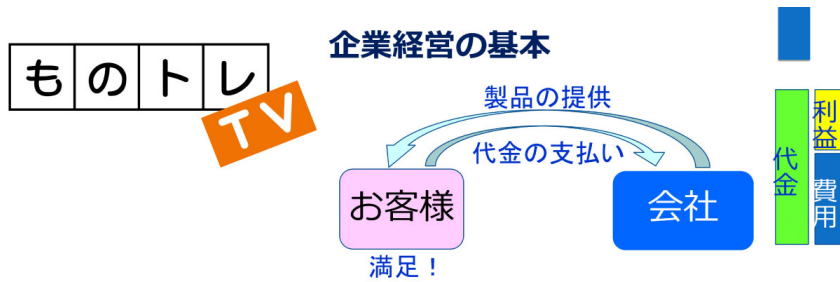 ものトレ
TV
企業経営の基本
製品の提供
代金の支払い
お客様
会社
満足！
代金
利益
費用